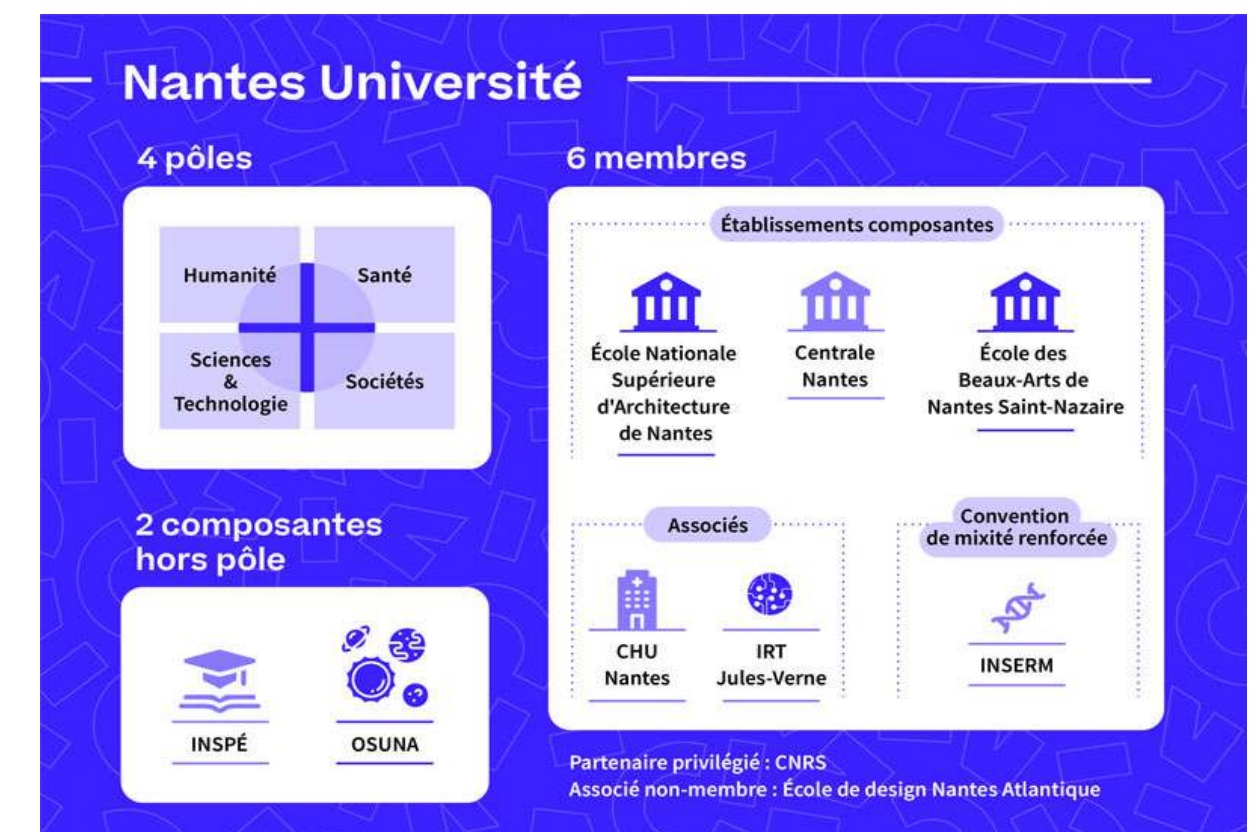 Nantes Université
4 pôles
Humanité
Santé
Sciences
&
Technologie
Sociétés
2 composantes
hors pôle
INSPÉ
OSUNA
6 membres
Établissements composantes
École Nationale
Supérieure
d'Architecture
de Nantes
Centrale
Nantes
École des
Beaux-Arts de
Nantes Saint-Nazaire
Associés
CHU
Nantes
IRT
Jules-Verne
Convention
de mixité renforcée
INSERM
Partenaire privilégié : CNRS
Associé non-membre : École de design Nantes Atlantique